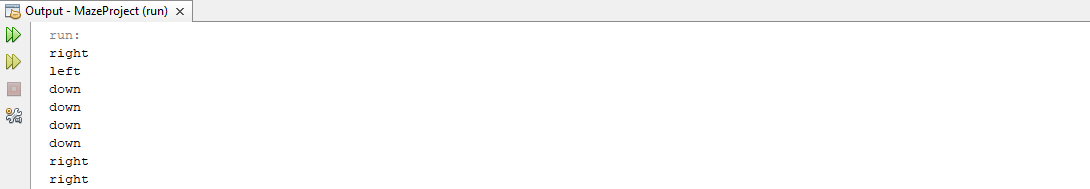 Output - MazeProject (run)
run:
right
left
down
down
down
down
right
right